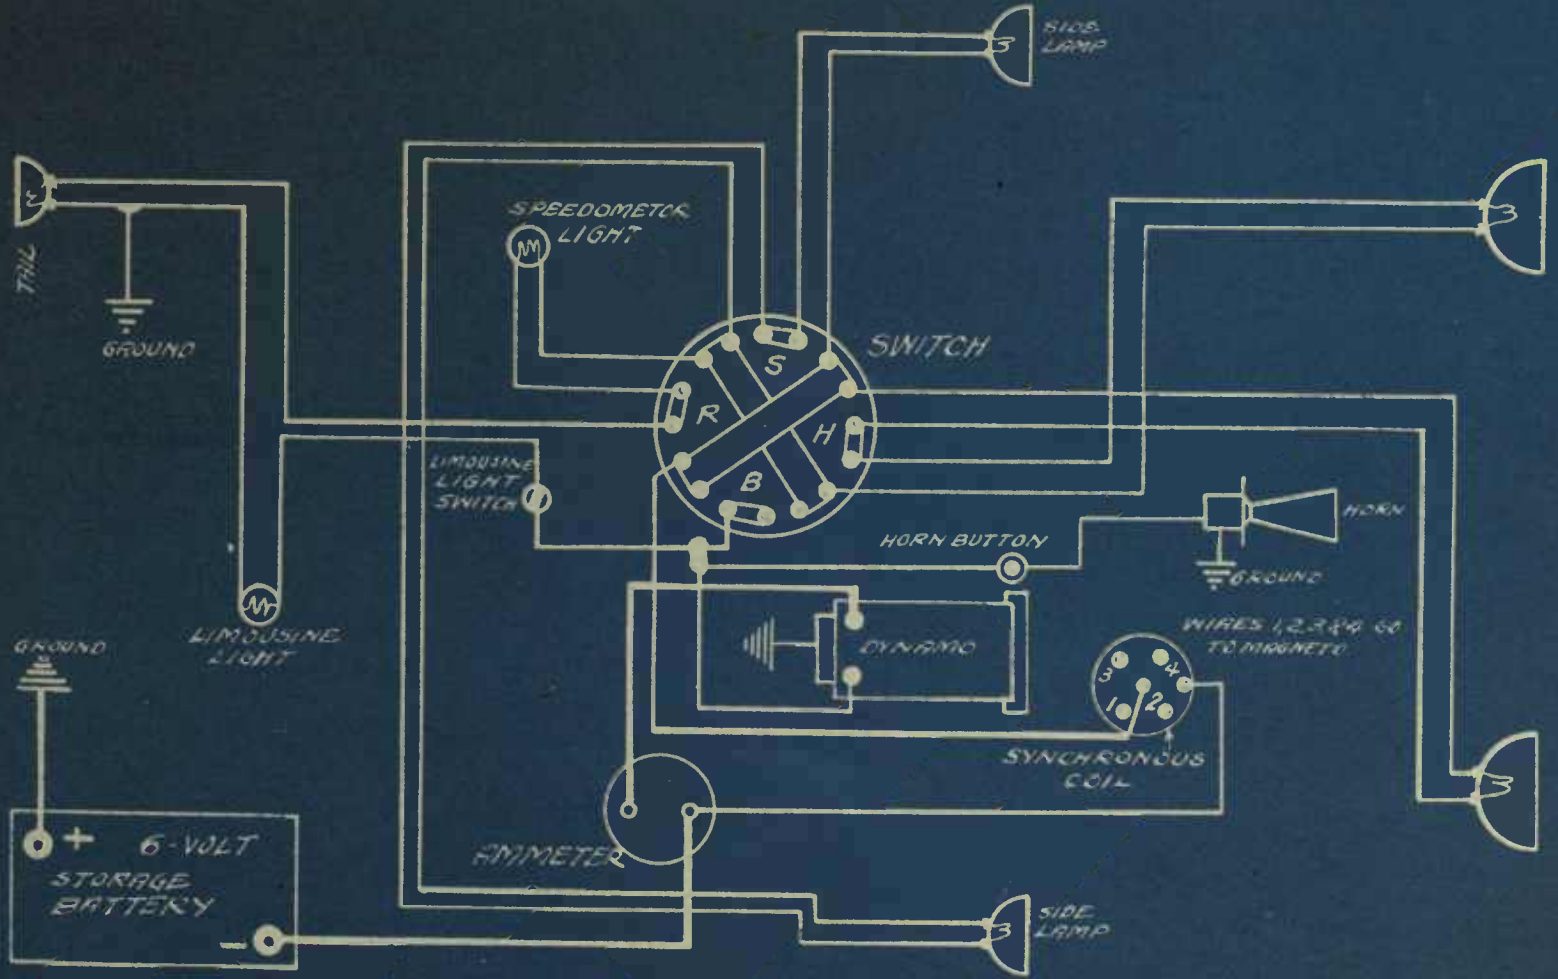 SIDE
LAMP
TAIL
GROUND
SPEEDOMETOR
LIGHT
SWITCH
S
R
H
B
LIMOUSINE
LIGHT
SWITCH
HORN BUTTON
HORN
GROUND
LIMOUSINE
LIGHT
GROUND
DYNAMO
WIRES 1,2,3&4 GO
TO MAGNETO
3
4
1
2
SYNCHRONOUS
COIL
AMMETER
+ 6-VOLT
STORAGE
BATTERY
–
SIDE
LAMP